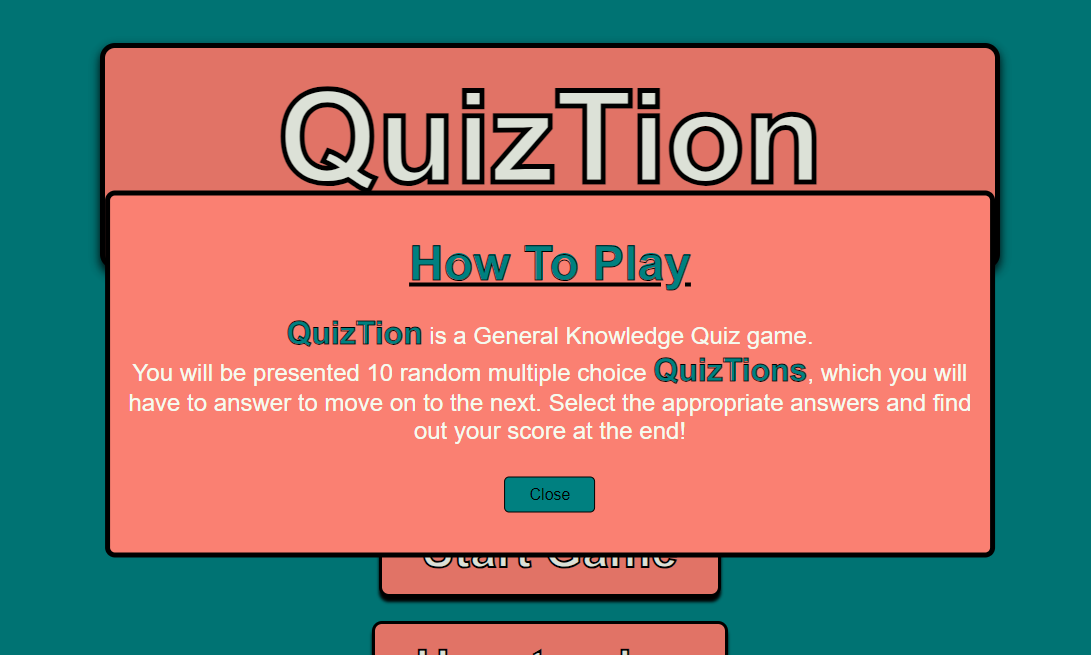 QuizTion
How To Play
QuizTion is a General Knowledge Quiz game.
You will be presented 10 random multiple choice QuizTions, which you will
have to answer to move on to the next. Select the appropriate answers and find
out your score at the end!
Close
Start Game